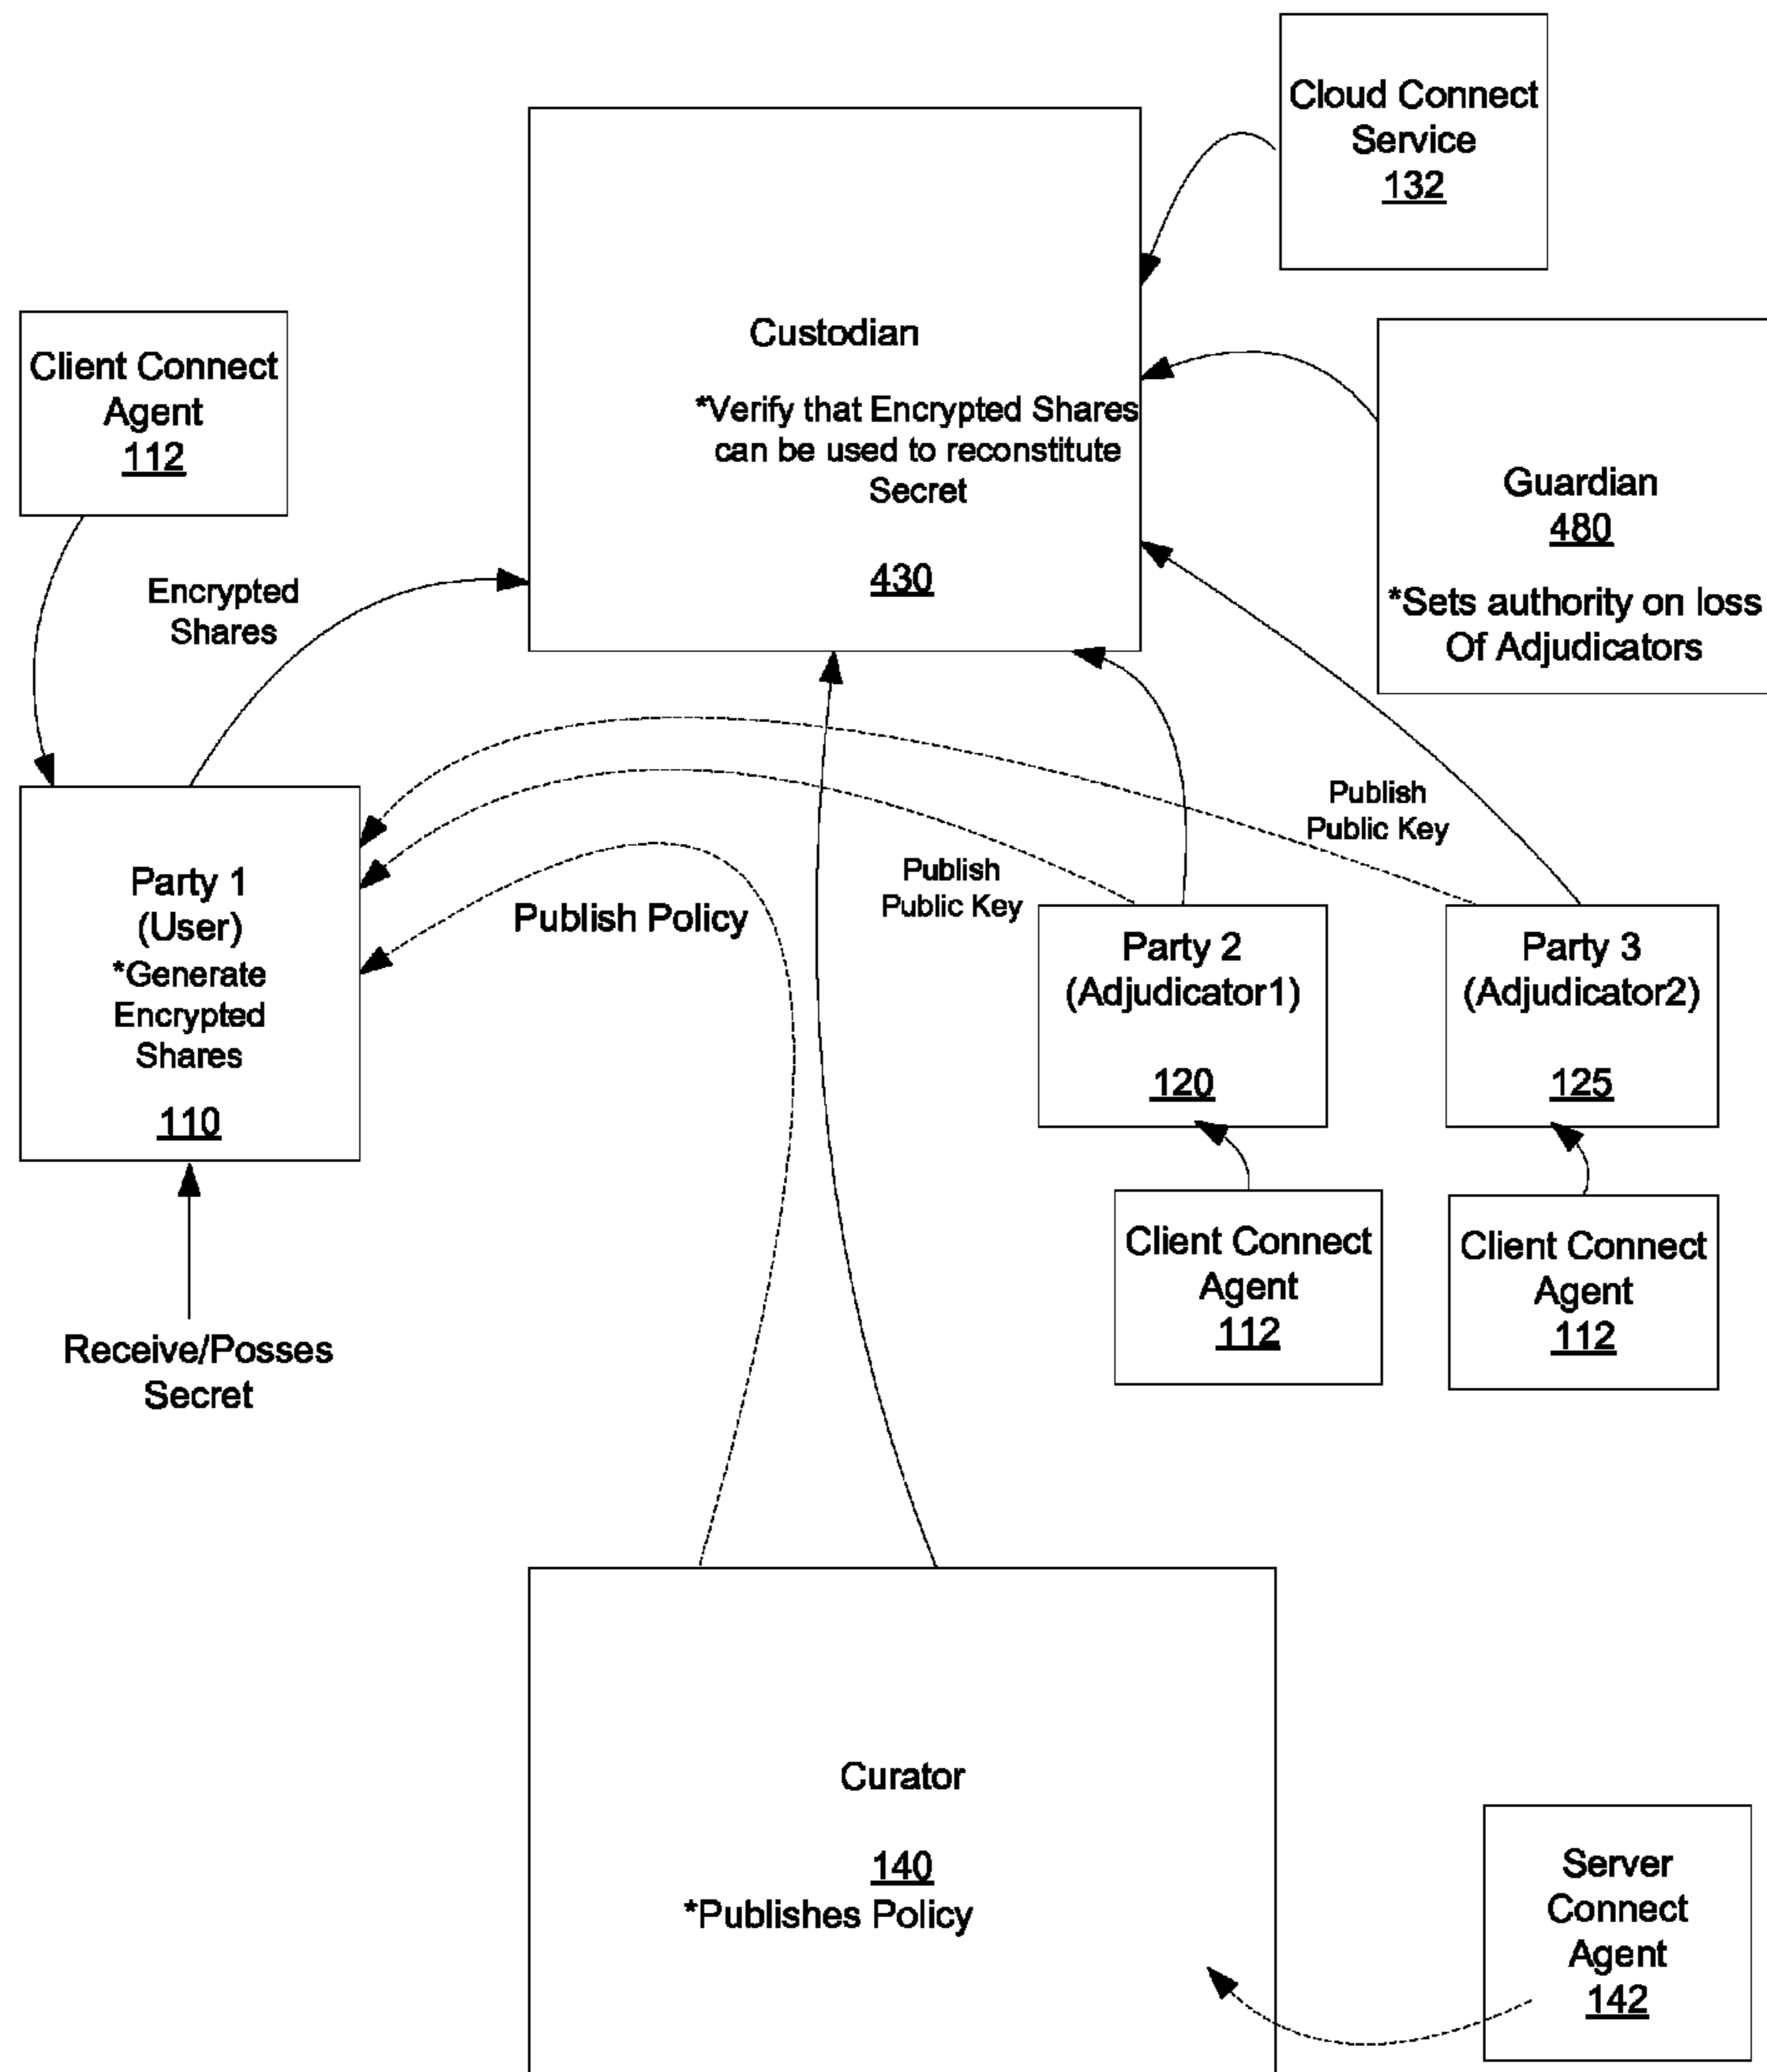 Cloud Connect
Service
132
Custodian
*Verify that Encrypted Shares
can be used to reconstitute
Secret
430
Client Connect
Agent
112
Guardian
480
*Sets authority on loss
Of Adjudicators
Encrypted
Shares
Publish
Public Key
Publish
Public Key
Publish Policy
Party 1
(User)
*Generate
Encrypted
Shares
110
Party 2
(Adjudicator1)
120
Party 3
(Adjudicator2)
125
Client Connect
Agent
112
Client Connect
Agent
112
Receive/Posses
Secret
Curator
140
*Publishes Policy
Server
Connect
Agent
142